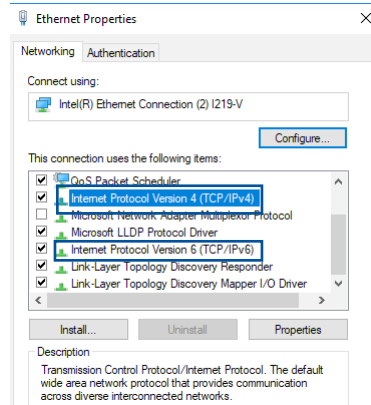 Ethernet Properties
Networking Authentication
Connect using:
Intel(R) Ethernet Connection (2) I219-V
Configure...
This connection uses the following items:
QoS Packet Scheduler
Internet Protocol Version 4 (TCP/IPv4)
Microsoft Network Adapter Multiplexor Protocol
Microsoft LLDP Protocol Driver
Internet Protocol Version 6 (TCP/IPv6)
Link-Layer Topology Discovery Responder
Link-Layer Topology Discovery Mapper I/O Driver
Install... Uninstall Properties
Description
Transmission Control Protocol/Internet Protocol. The default
wide area network protocol that provides communication
across diverse interconnected networks.